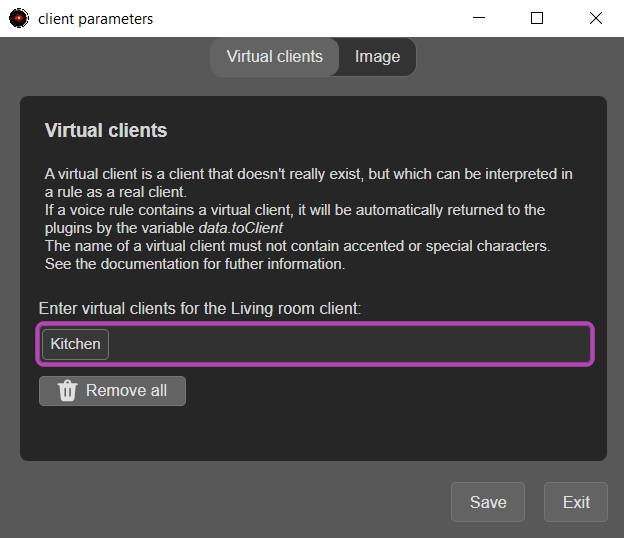 client parameters
Virtual clients
Image
Virtual clients
A virtual client is a client that doesn't really exist, but which can be interpreted in
a rule as a real client.
If a voice rule contains a virtual client, it will be automatically returned to the
plugins by the variable data.toClient
The name of a virtual client must not contain accented or special characters.
See the documentation for futher information.
Enter virtual clients for the Living room client:
Kitchen
Remove all
Save
Exit